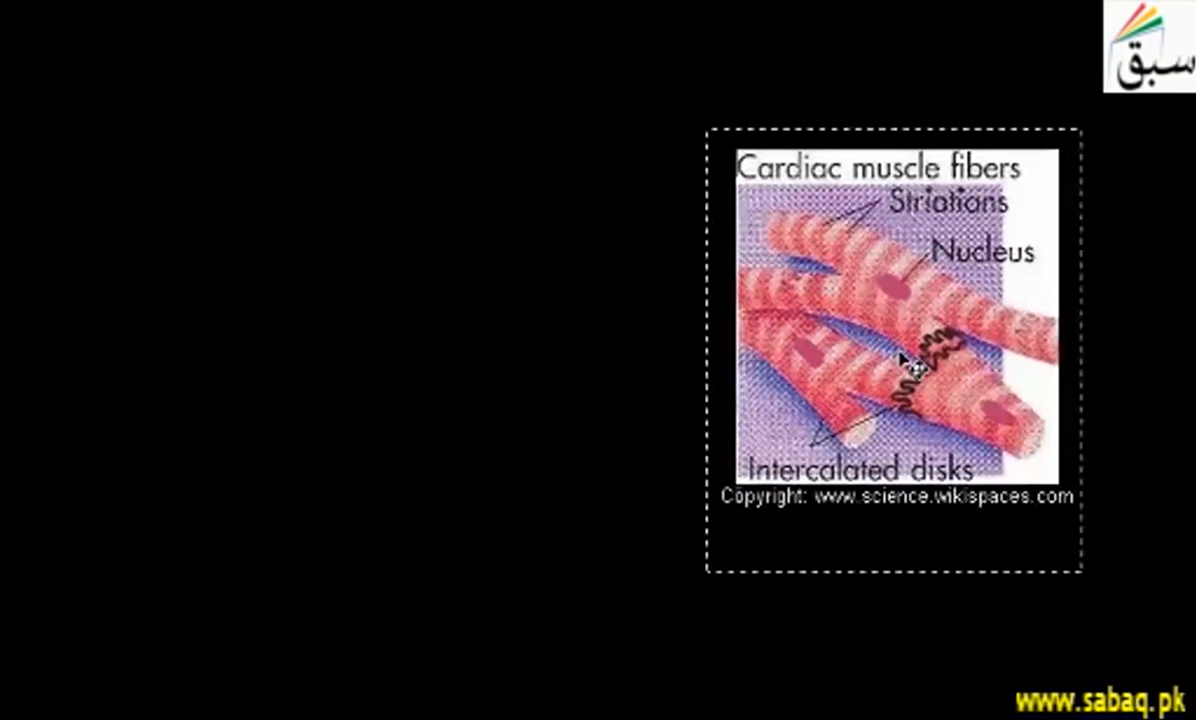 سبق
Cardiac muscle fibers
Striations
Nucleus
Intercalated disks
Copyright: www.science.wikispaces.com
www.sabaq.pk